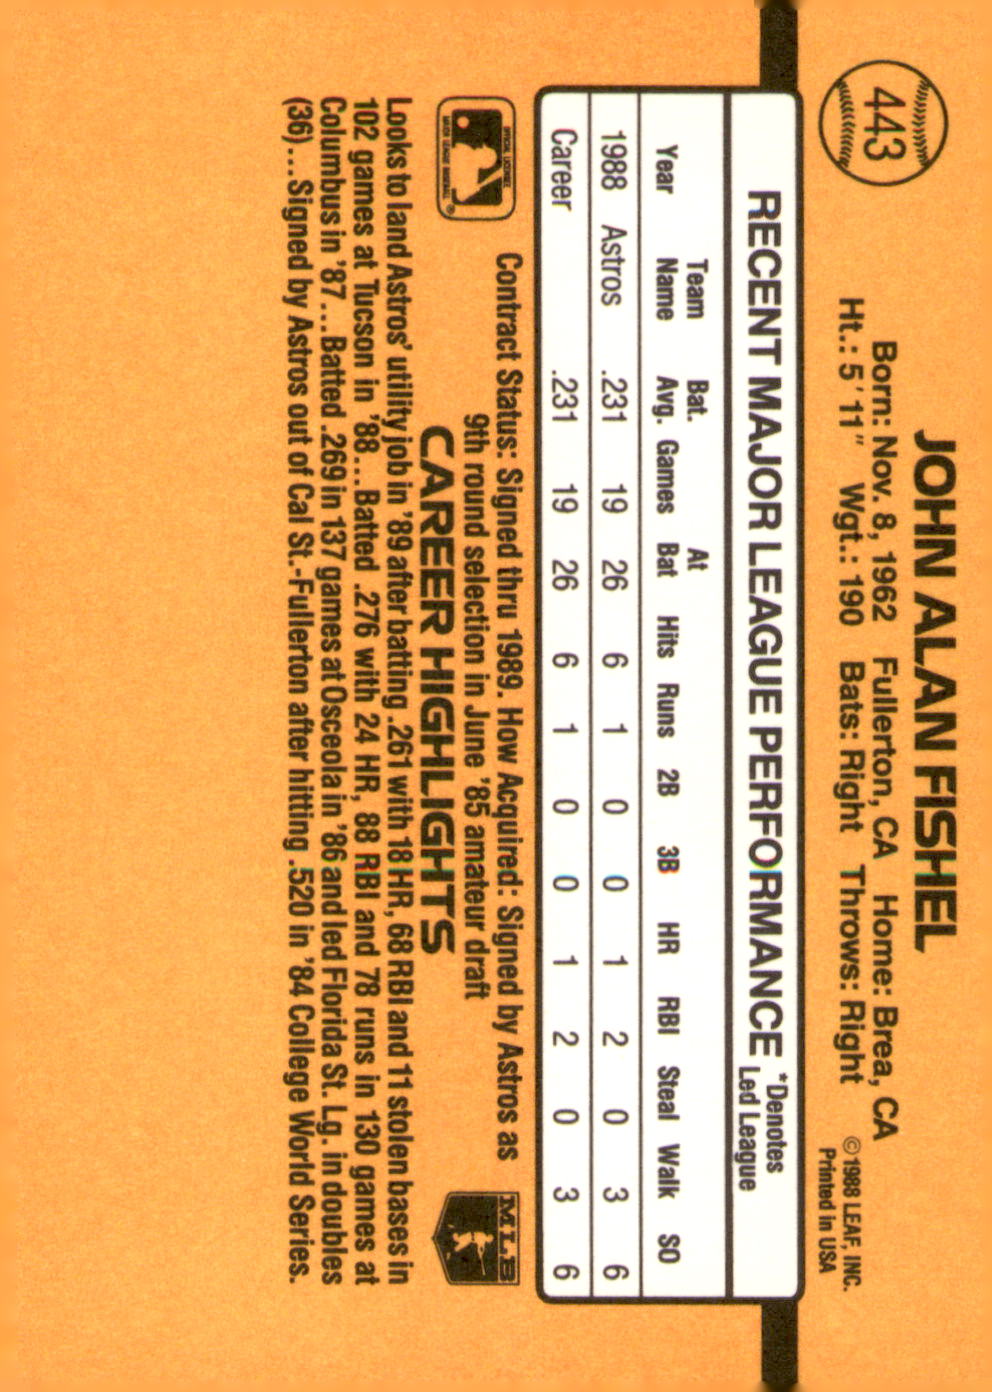 443
JOHN ALAN FISHEL
Born: Nov. 8, 1962 Fullerton, CA Home: Brea, CA
Ht.: 5' 11" Wgt.: 190 Bats: Right Throws: Right
© 1988 LEAF, INC.
Printed in USA
RECENT MAJOR LEAGUE PERFORMANCE *Denotes
Led League
Team Bat. At
Year Name Avg. Games Bat Hits Runs 2B 3B HR RBI Steal Walk SO
1988 Astros .231 19 26 6 1 0 0 1 2 0 3 6
Career .231 19 26 6 1 0 0 1 2 0 3 6
OFFICIAL LICENSEE
MAJOR LEAGUE BASEBALL
®
Contract Status: Signed thru 1989. How Acquired: Signed by Astros as
9th round selection in June '85 amateur draft
MLB
CAREER HIGHLIGHTS
Looks to land Astros' utility job in '89 after batting .261 with 18 HR, 68 RBI and 11 stolen bases in
102 games at Tucson in '88...Batted .276 with 24 HR, 88 RBI and 78 runs in 130 games at
Columbus in '87...Batted .269 in 137 games at Osceola in '86 and led Florida St. Lg. in doubles
(36)...Signed by Astros out of Cal St.-Fullerton after hitting .520 in '84 College World Series.